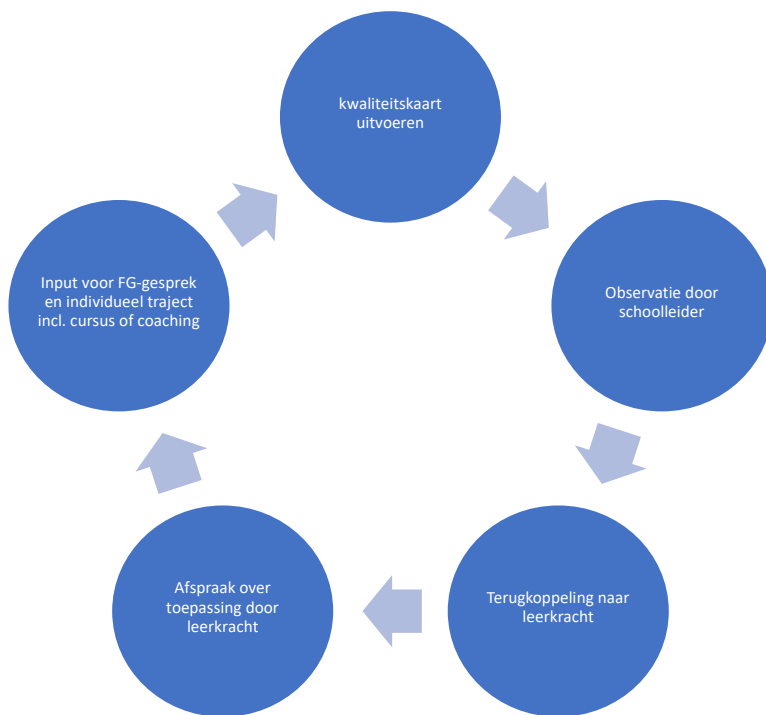 kwaliteitskaart
uitvoeren
Observatie door
schoolleider
Terugkoppeling naar
leerkracht
Afspraak over
toepassing door
leerkracht
Input voor FG-gesprek
en individueel traject
incl. cursus of coaching